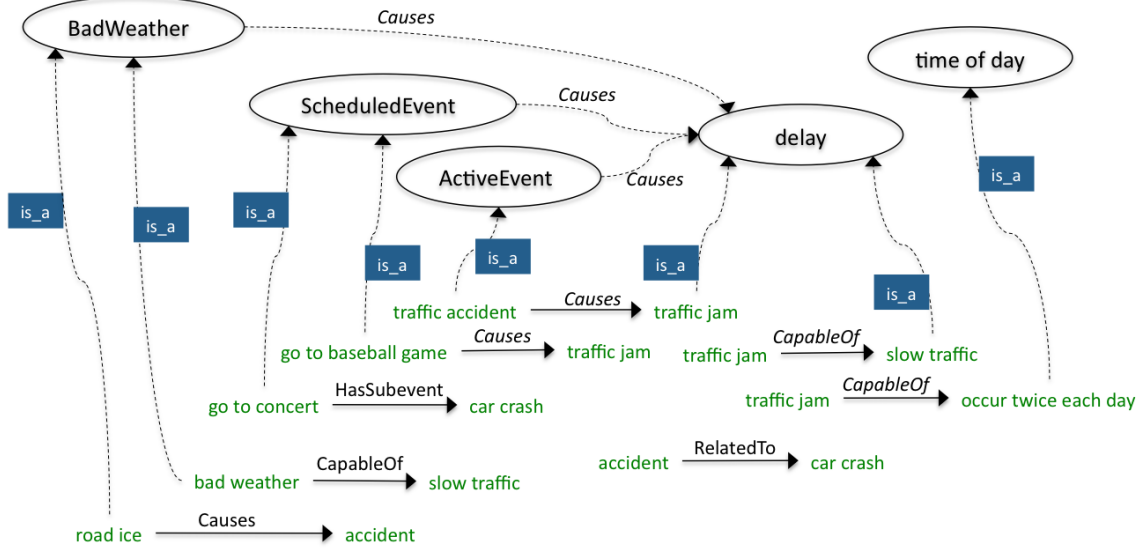 BadWeather
Causes
time of day
ScheduledEvent
Causes
delay
ActiveEvent
Causes
is_a
is_a
is_a
is_a
is_a
is_a
is_a
is_a
traffic accident Causes traffic jam
go to baseball game Causes traffic jam
traffic jam CapableOf slow traffic
go to concert HasSubevent car crash
traffic jam CapableOf occur twice each day
accident RelatedTo car crash
bad weather CapableOf slow traffic
road ice Causes accident